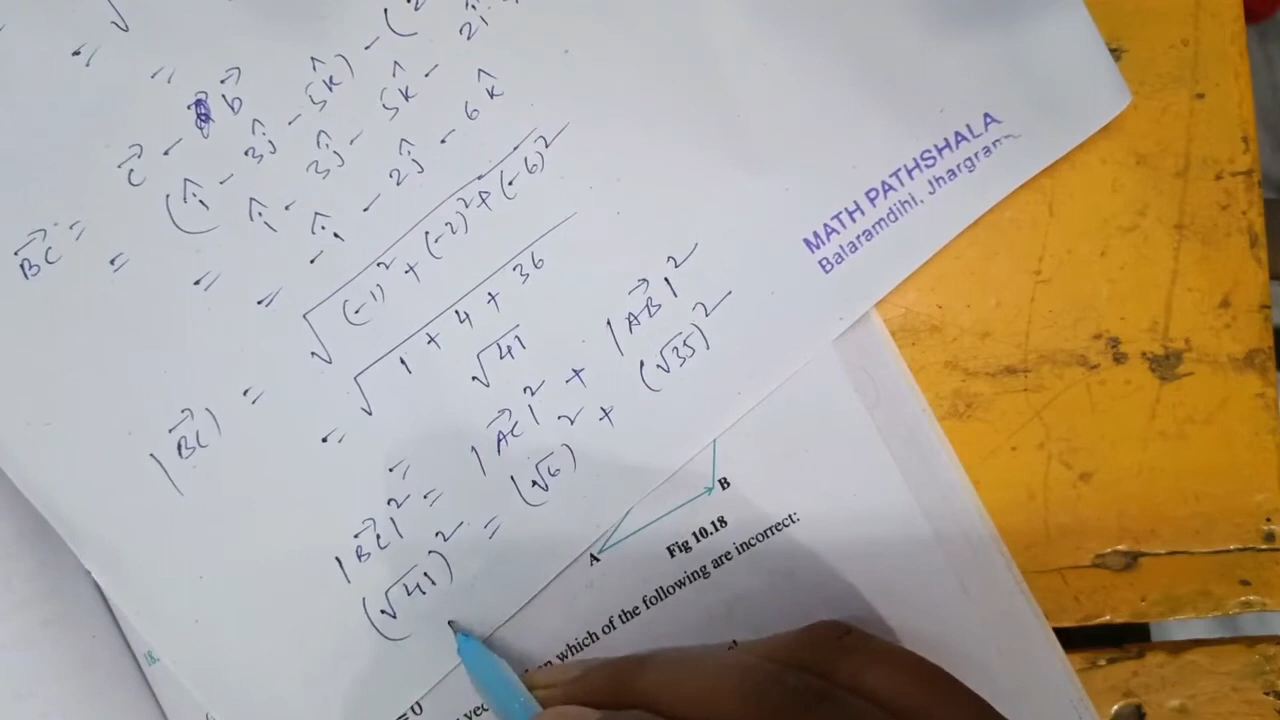 = √
= =
c⃗ - b⃗
BC⃗ = (î - 3ĵ - 5k̂) - (2
= î - 3ĵ - 5k̂ - 2î
= = - î - 2ĵ - 6k̂
|BC⃗) = √(-1)² + (-2)² + (-6)²
= √1 + 4 + 36
= √41
|BC⃗|² = |AC⃗|² + |AB⃗|²
(√41)² = (√6)² + (√35)²
MATH PATHSHALA
Balaramdihi, Jhargram
A B
Fig 10.18
18.
which of the following are incorrect: